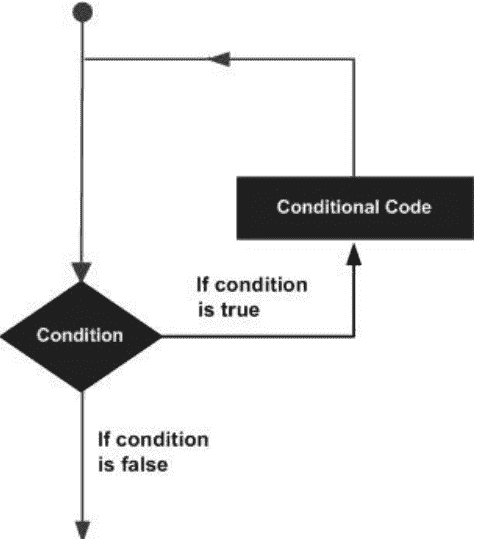 Conditional Code
If condition
is true
Condition
If condition
is false